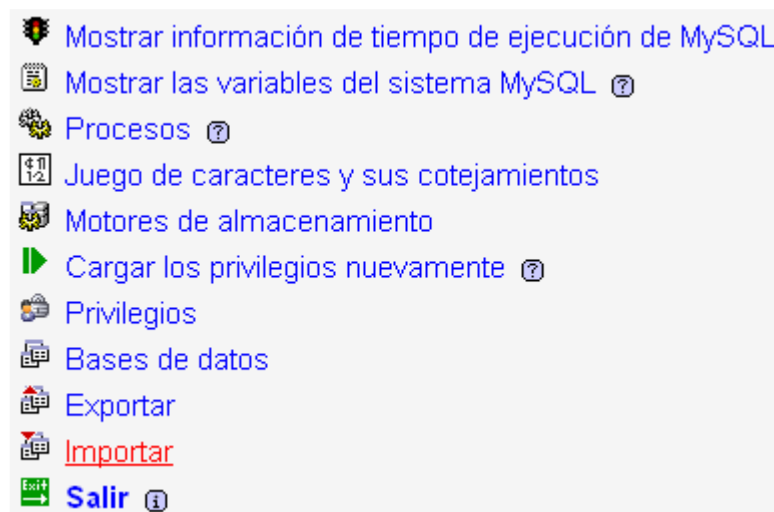 Mostrar información de tiempo de ejecución de MySQL
Mostrar las variables del sistema MySQL
Procesos
Juego de caracteres y sus cotejamientos
Motores de almacenamiento
Cargar los privilegios nuevamente
Privilegios
Bases de datos
Exportar
Importar
Exit Salir